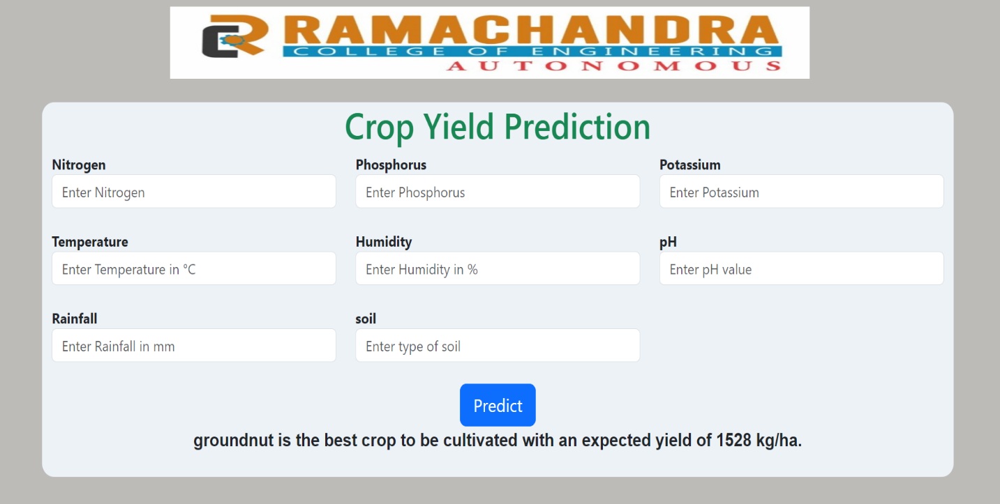 RAMACHANDRA
COLLEGE OF ENGINEERING
AUTONOMOUS
Crop Yield Prediction
Nitrogen Phosphorus Potassium
Enter Nitrogen Enter Phosphorus Enter Potassium
Temperature Humidity pH
Enter Temperature in °C Enter Humidity in % Enter pH value
Rainfall soil
Enter Rainfall in mm Enter type of soil
Predict
groundnut is the best crop to be cultivated with an expected yield of 1528 kg/ha.